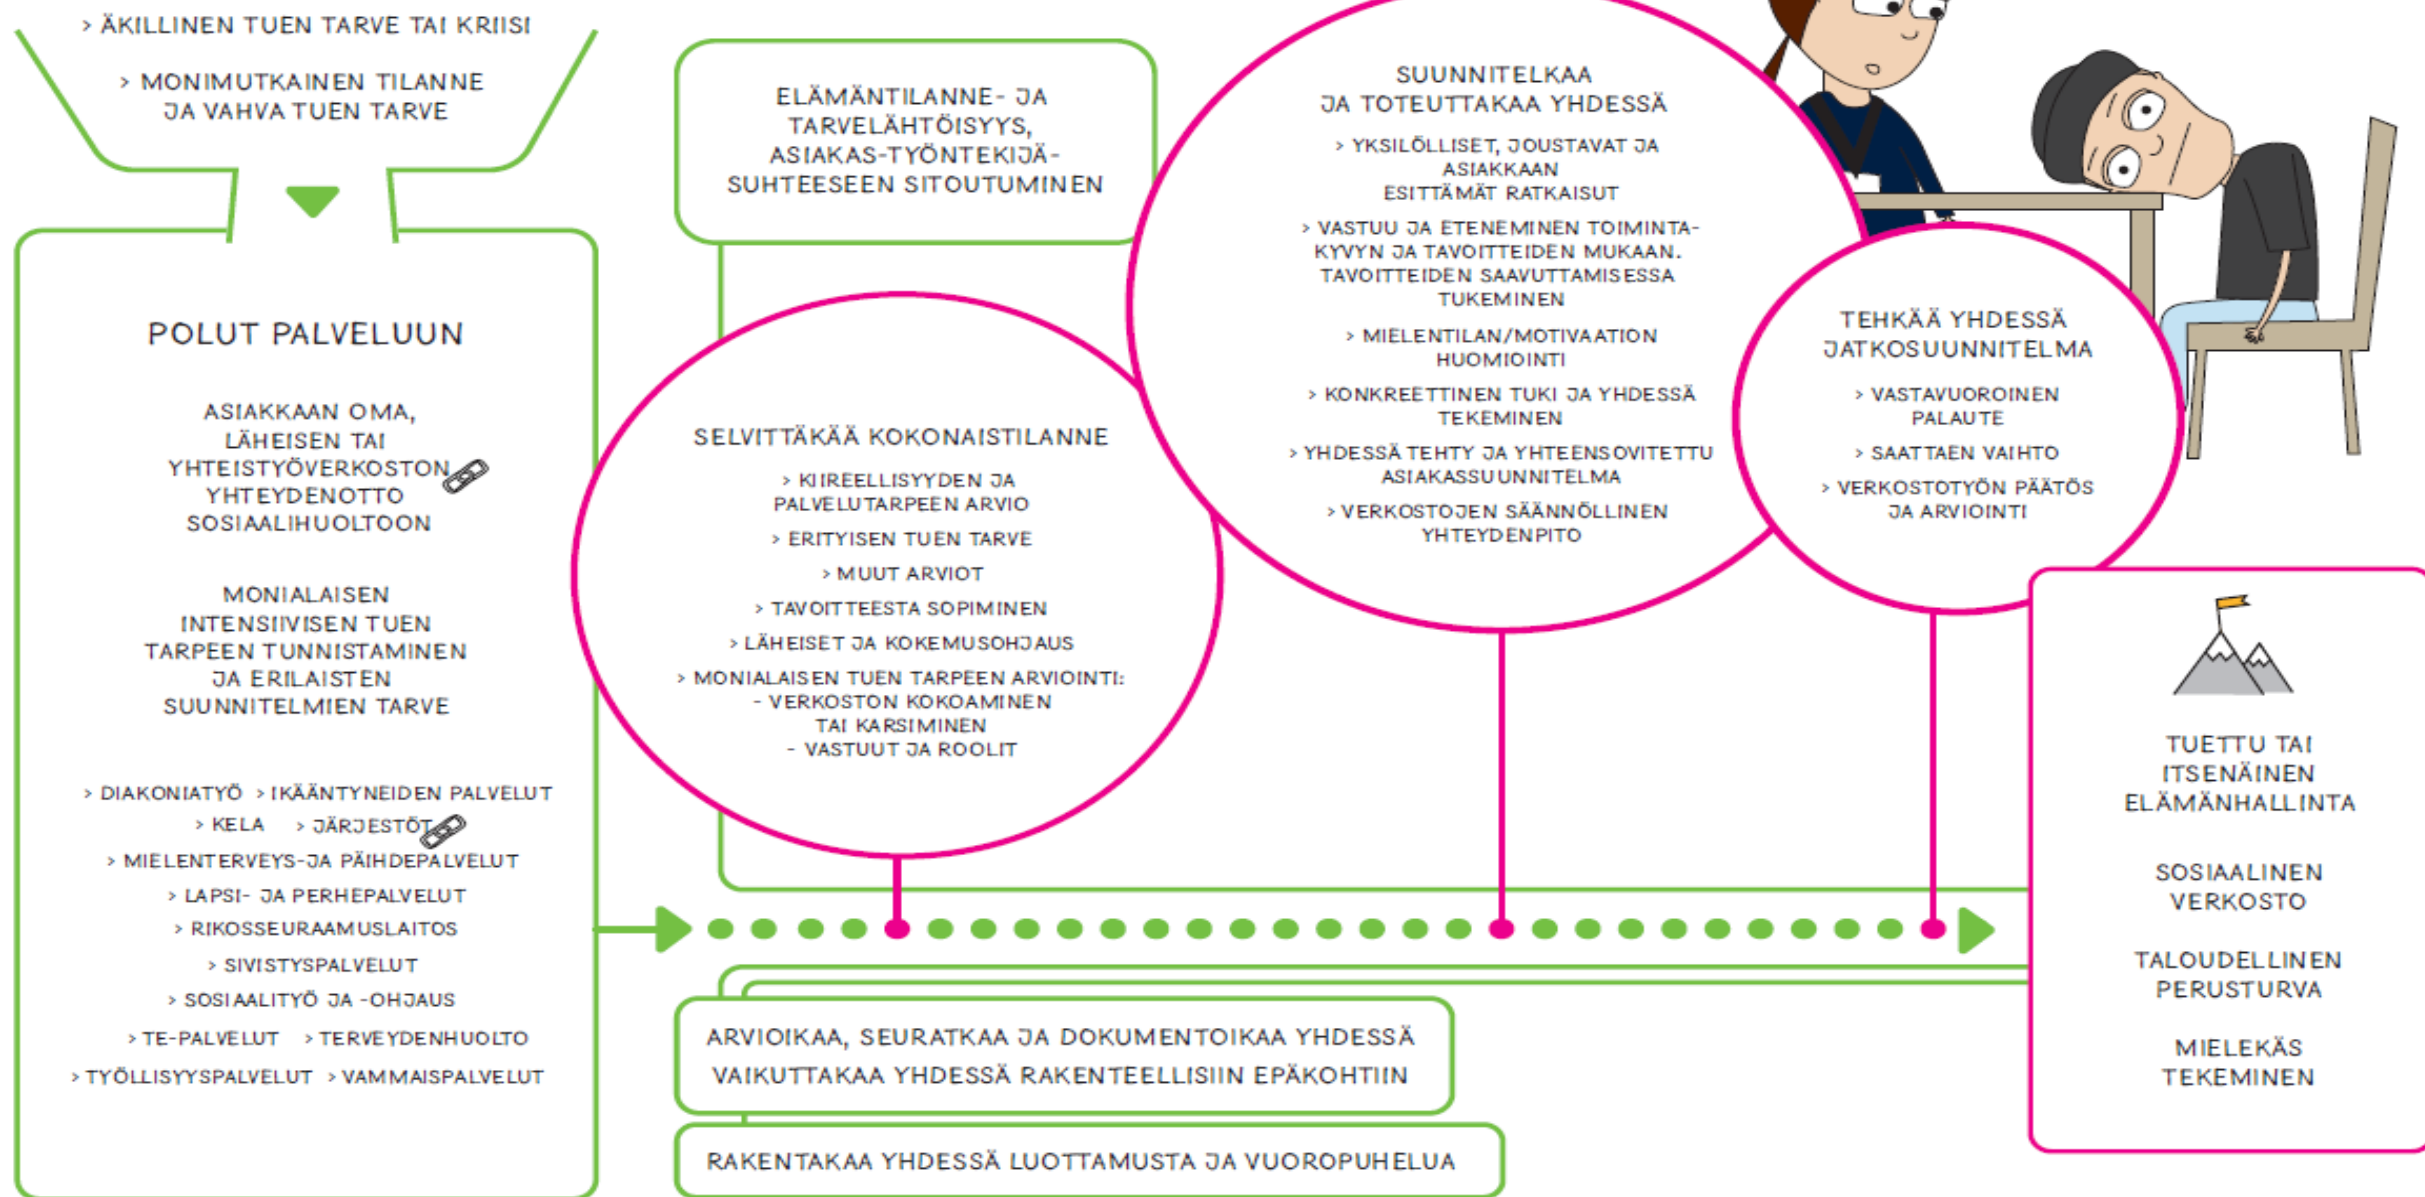 > ÄKILLINEN TUEN TARVE TAI KRIISI
> MONIMUTKAINEN TILANNE
JA VAHVA TUEN TARVE
POLUT PALVELUUN
ASIAKKAAN OMA,
LÄHEISEN TAI
YHTEISTYÖVERKOSTON
YHTEYDENOTTO
SOSIAALIHUOLTOON
MONIALAISEN
INTENSIIVISEN TUEN
TARPEEN TUNNISTAMINEN
JA ERILAISTEN
SUUNNITELMIEN TARVE
> DIAKONIATYÖ > IKÄÄNTYNEIDEN PALVELUT
> KELA > JÄRJESTÖT
> MIELENTERVEYS-JA PÄIHDEPALVELUT
> LAPSI- JA PERHEPALVELUT
> RIKOSSEURAAMUSLAITOS
> SIVISTYSPALVELUT
> SOSIAALITYÖ JA -OHJAUS
> TE-PALVELUT > TERVEYDENHUOLTO
> TYÖLLISYYSPALVELUT > VAMMAISPALVELUT
ELÄMÄNTILANNE- JA
TARVELÄHTÖISYYS,
ASIAKAS-TYÖNTEKIJÄ-
SUHTEESEEN SITOUTUMINEN
SELVITTÄKÄÄ KOKONAISTILANNE
> KIIREELLISYYDEN JA
PALVELUTARPEEN ARVIO
> ERITYISEN TUEN TARVE
> MUUT ARVIOT
> TAVOITTEESTA SOPIMINEN
> LÄHEISET JA KOKEMUSOHJAUS
> MONIALAISEN TUEN TARPEEN ARVIOINTI:
- VERKOSTON KOKOAMINEN
TAI KARSIMINEN
- VASTUUT JA ROOLIT
SUUNNITELKAA
JA TOTEUTTAKAA YHDESSÄ
> YKSILÖLLISET, JOUSTAVAT JA
ASIAKKAAN
ESITTÄMÄT RATKAISUT
> VASTUU JA ETENEMINEN TOIMINTA-
KYVYN JA TAVOITTEIDEN MUKAAN.
TAVOITTEIDEN SAAVUTTAMISESSA
TUKEMINEN
> MIELENTILAN/MOTIVAATION
HUOMIOINTI
> KONKREETTINEN TUKI JA YHDESSÄ
TEKEMINEN
> YHDESSÄ TEHTY JA YHTEENSOVITETTU
ASIAKASSUUNNITELMA
> VERKOSTOJEN SÄÄNNÖLLINEN
YHTEYDENPITO
TEHKÄÄ YHDESSÄ
JATKOSUUNNITELMA
> VASTAVUOROINEN
PALAUTE
> SAATTAEN VAIHTO
> VERKOSTOTYÖN PÄÄTÖS
JA ARVIOINTI
TUETTU TAI
ITSENÄINEN
ELÄMÄNHALLINTA
SOSIAALINEN
VERKOSTO
TALOUDELLINEN
PERUSTURVA
MIELEKÄS
TEKEMINEN
ARVIOIKAA, SEURATKAA JA DOKUMENTOIKAA YHDESSÄ
VAIKUTTAKAA YHDESSÄ RAKENTEELLISIIN EPÄKOHTIIN
RAKENTAKAA YHDESSÄ LUOTTAMUSTA JA VUOROPUHELUA